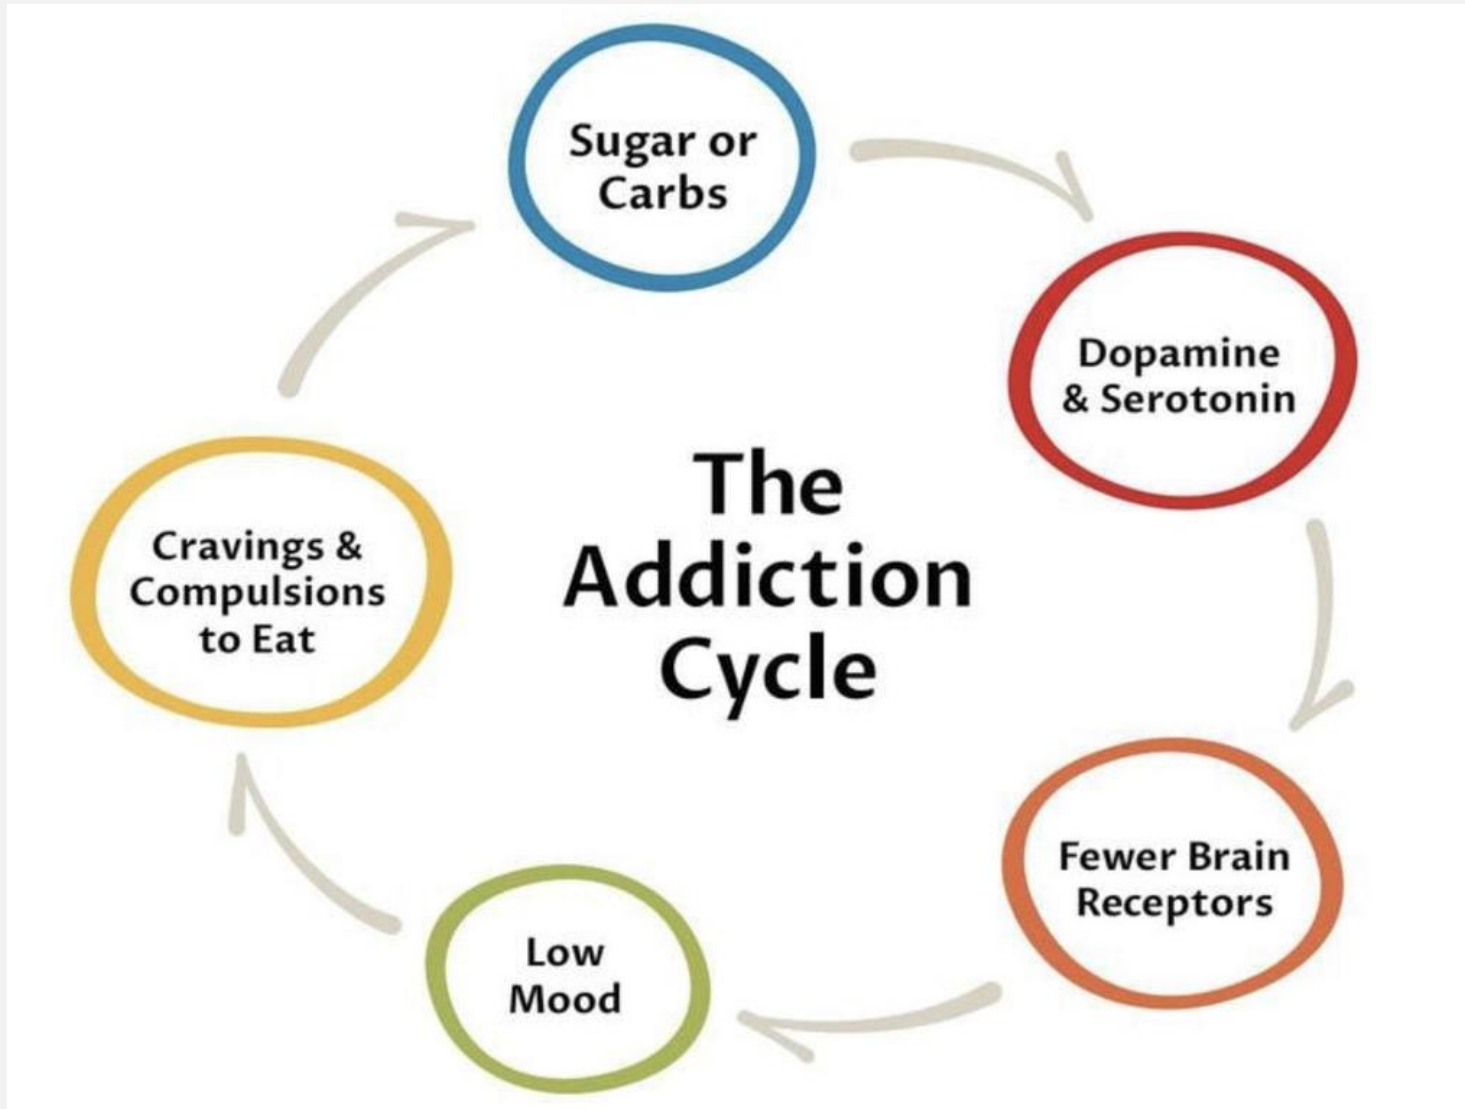 Sugar or
Carbs
Dopamine
& Serotonin
The
Addiction
Cycle
Cravings &
Compulsions
to Eat
Fewer Brain
Receptors
Low
Mood